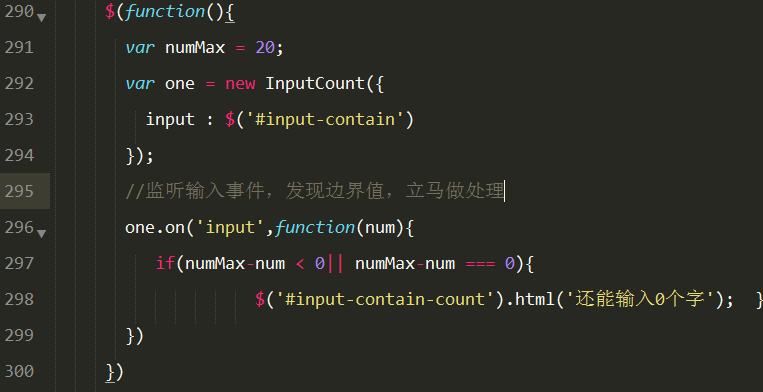 290 $(function(){
291 var numMax = 20;
292 var one = new InputCount({
293 input : $('#input-contain')
294 });
295 //监听输入事件，发现边界值，立马做处理
296 one.on('input',function(num){
297 if(numMax-num < 0|| numMax-num === 0){
298 $('#input-contain-count').html('还能输入0个字');  }
299 })
300 })